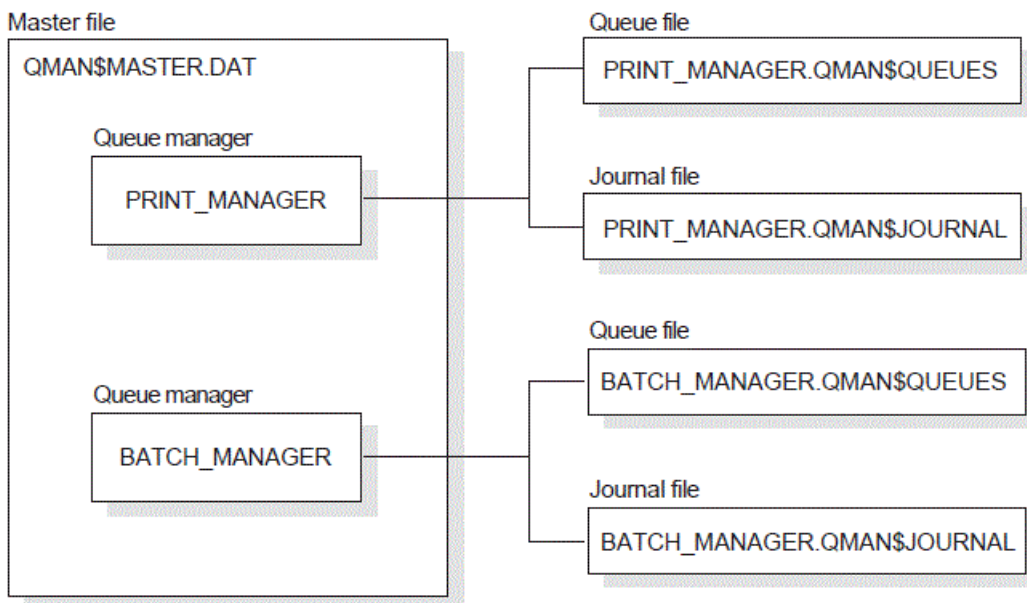 Master file
QMAN$MASTER.DAT
Queue manager
PRINT_MANAGER
Queue manager
BATCH_MANAGER
Queue file
PRINT_MANAGER.QMAN$QUEUES
Journal file
PRINT_MANAGER.QMAN$JOURNAL
Queue file
BATCH_MANAGER.QMAN$QUEUES
Journal file
BATCH_MANAGER.QMAN$JOURNAL